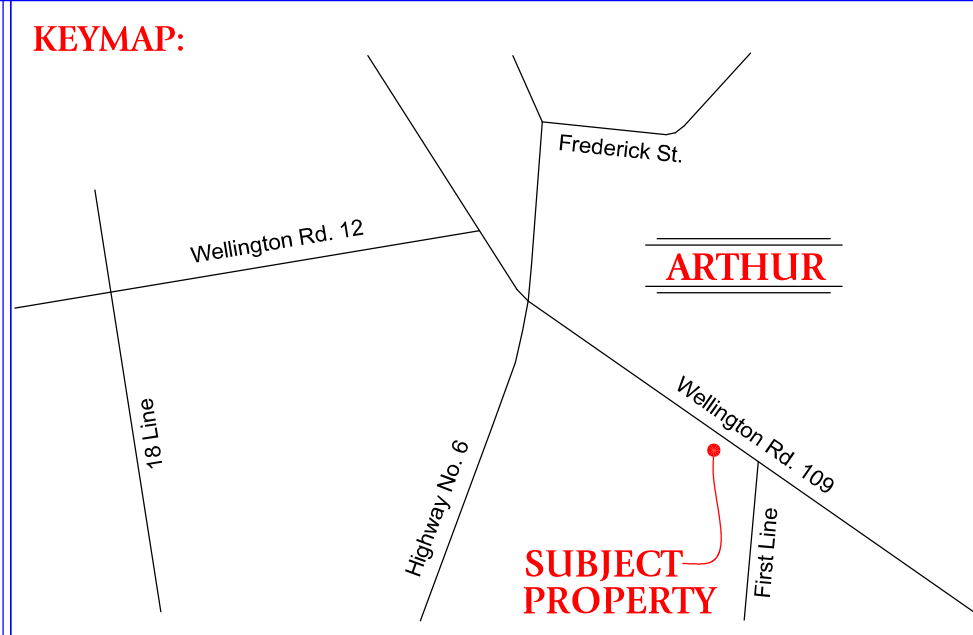 KEYMAP:
Frederick St.
Wellington Rd. 12
ARTHUR
Wellington Rd. 109
18 Line
Highway No. 6
First Line
SUBJECT
PROPERTY